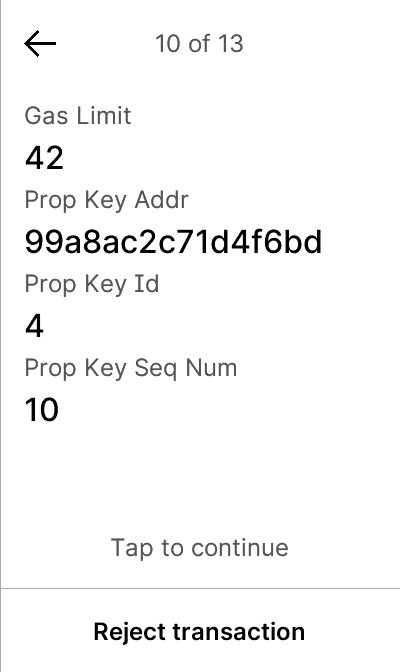 10 of 13
Gas Limit
42
Prop Key Addr
99a8ac2c71d4f6bd
Prop Key Id
4
Prop Key Seq Num
10
Tap to continue
Reject transaction